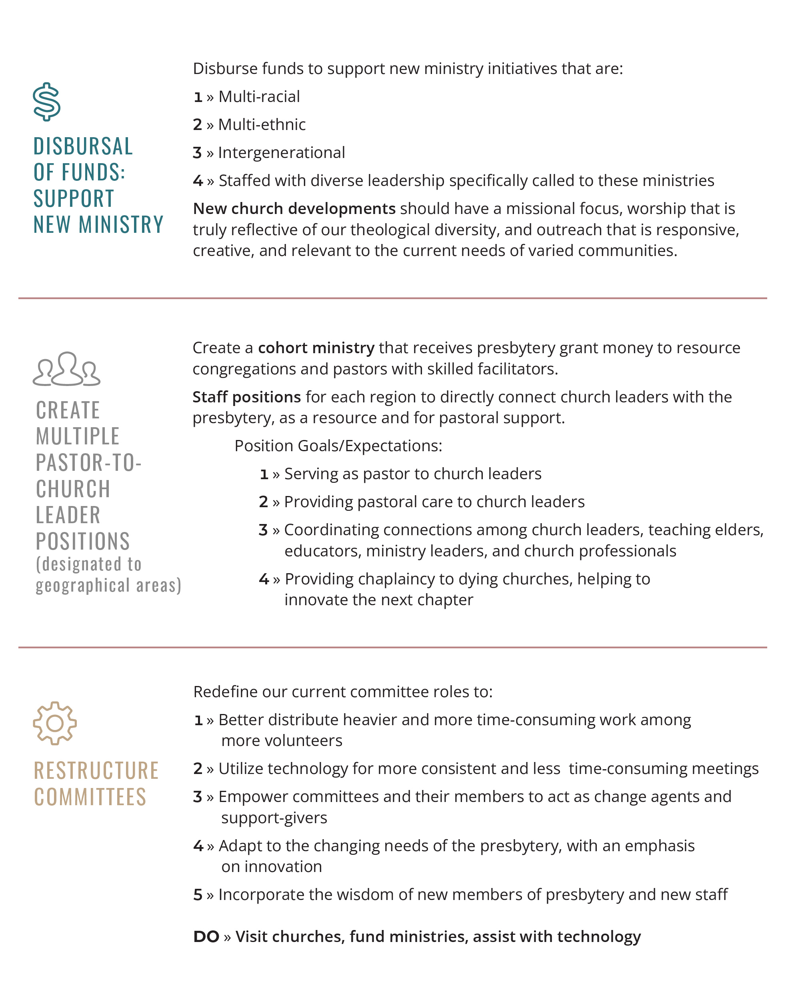 DISBURSAL
OF FUNDS:
SUPPORT
NEW MINISTRY
Disburse funds to support new ministry initiatives that are:
1 » Multi-racial
2 » Multi-ethnic
3 » Intergenerational
4 » Staffed with diverse leadership specifically called to these ministries
New church developments should have a missional focus, worship that is
truly reflective of our theological diversity, and outreach that is responsive,
creative, and relevant to the current needs of varied communities.
CREATE
MULTIPLE
PASTOR-TO-
CHURCH
LEADER
POSITIONS
(designated to
geographical areas)
Create a cohort ministry that receives presbytery grant money to resource
congregations and pastors with skilled facilitators.
Staff positions for each region to directly connect church leaders with the
presbytery, as a resource and for pastoral support.
Position Goals/Expectations:
1 » Serving as pastor to church leaders
2 » Providing pastoral care to church leaders
3 » Coordinating connections among church leaders, teaching elders,
educators, ministry leaders, and church professionals
4 » Providing chaplaincy to dying churches, helping to
innovate the next chapter
RESTRUCTURE
COMMITTEES
Redefine our current committee roles to:
1 » Better distribute heavier and more time-consuming work among
more volunteers
2 » Utilize technology for more consistent and less  time-consuming meetings
3 » Empower committees and their members to act as change agents and
support-givers
4 » Adapt to the changing needs of the presbytery, with an emphasis
on innovation
5 » Incorporate the wisdom of new members of presbytery and new staff
DO » Visit churches, fund ministries, assist with technology